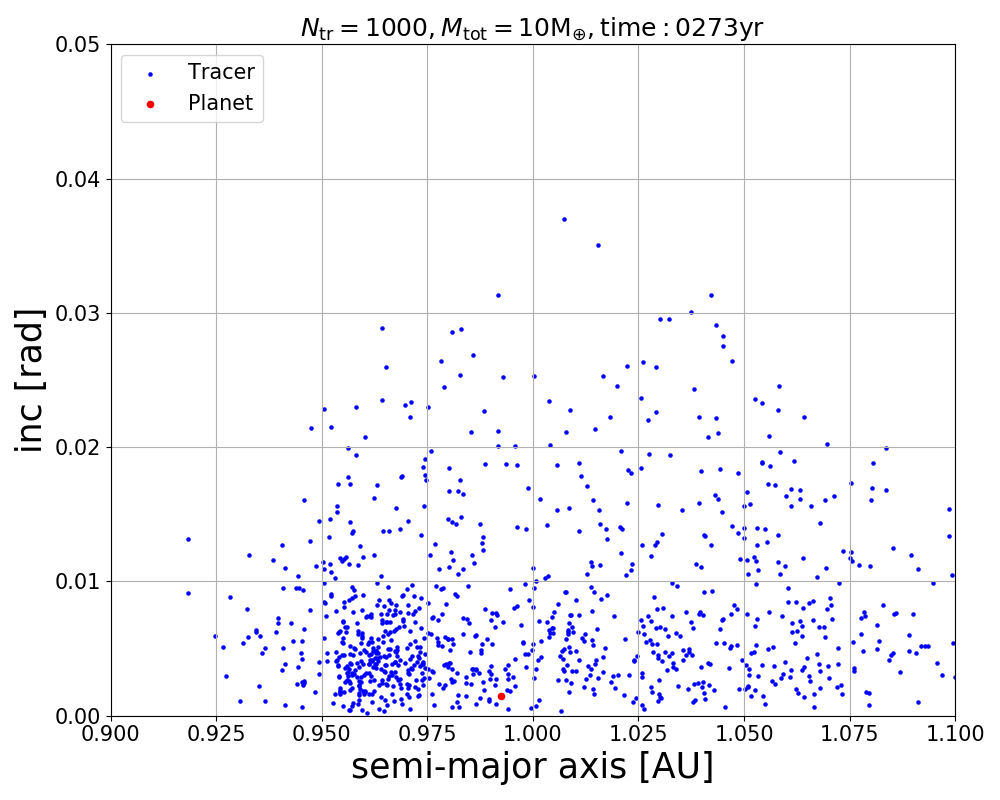 N_tr = 1000, M_tot = 10M_⊕, time : 0273yr
0.05
Tracer
Planet
0.04
0.03
0.02
0.01
0.00
inc [rad]
0.900 0.925 0.950 0.975 1.000 1.025 1.050 1.075 1.100
semi-major axis [AU]